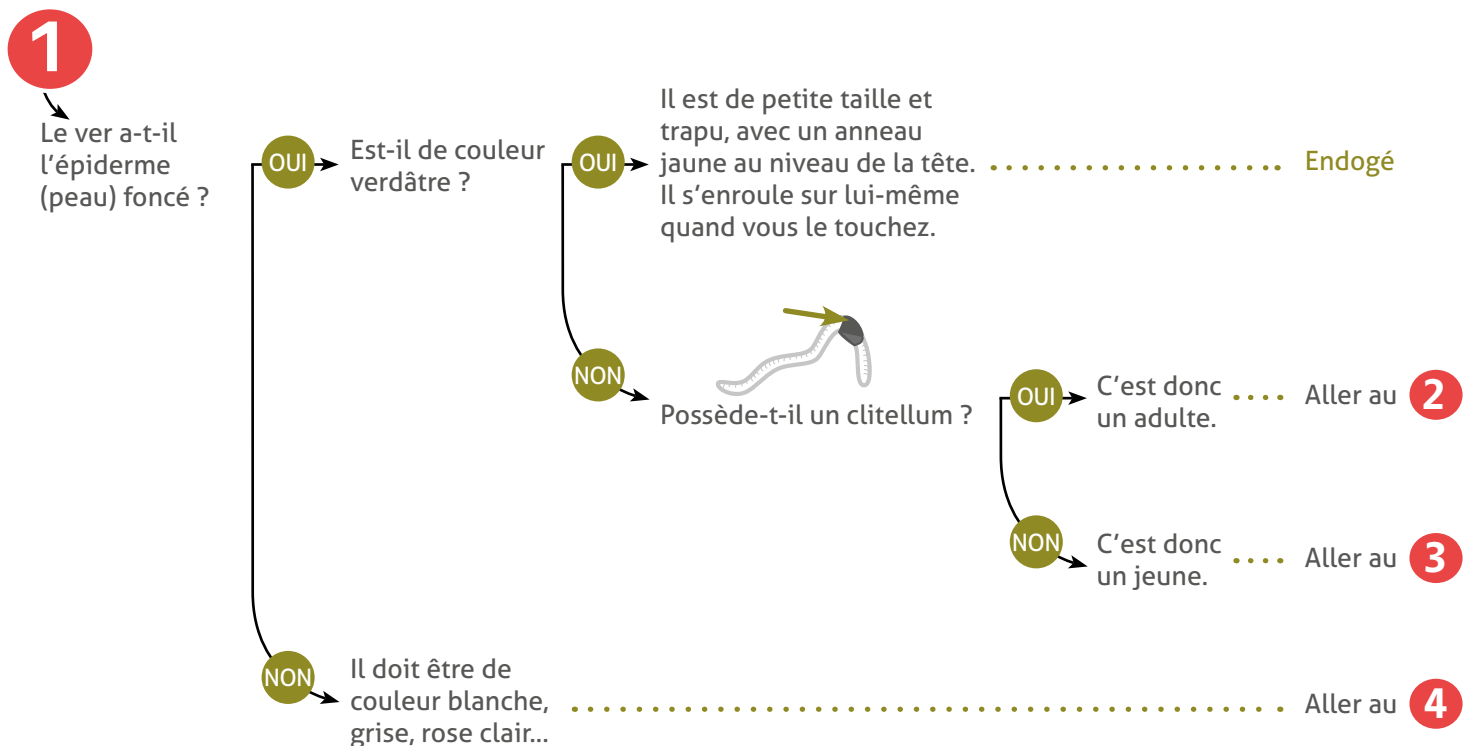 1
Le ver a-t-il
l’épiderme
(peau) foncé ?
OUI
Est-il de couleur
verdâtre ?
OUI
Il est de petite taille et
trapu, avec un anneau
jaune au niveau de la tête.
Il s’enroule sur lui-même
quand vous le touchez.
Endogé
NON
Possède-t-il un clitellum ?
OUI
C’est donc
un adulte.
Aller au 2
NON
C’est donc
un jeune.
Aller au 3
NON
Il doit être de
couleur blanche,
grise, rose clair...
Aller au 4